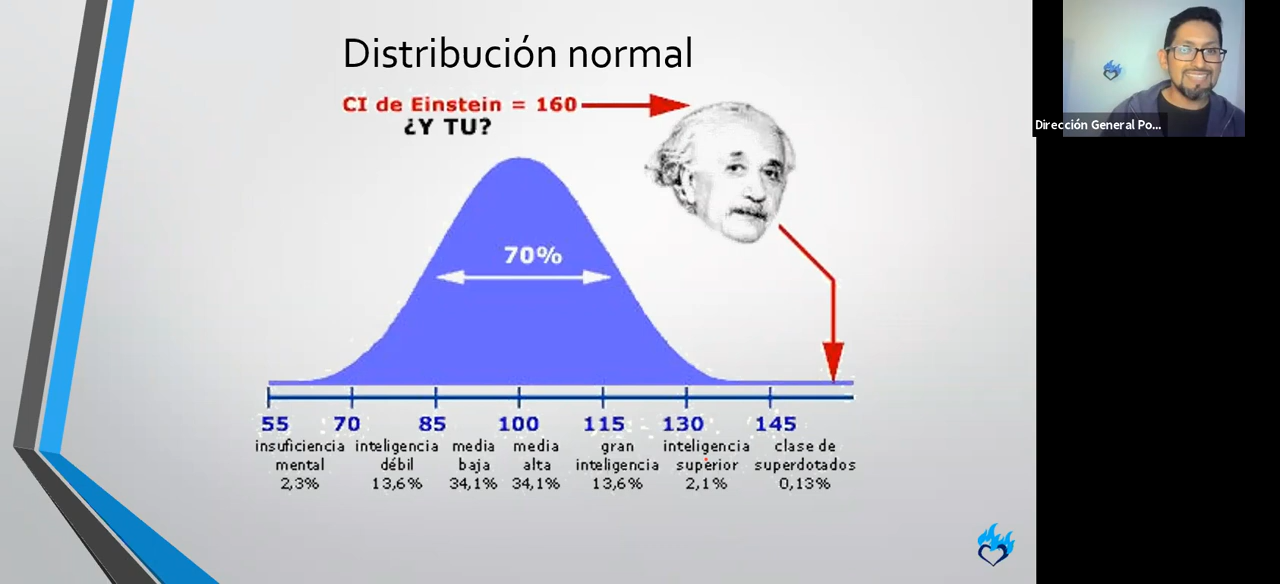 Distribución normal
CI de Einstein = 160
¿Y TU?
70%
55 70 85 100 115 130 145
insuficiencia mental 2,3%
inteligencia débil 13,6%
media baja 34,1%
media alta 34,1%
gran inteligencia 13,6%
inteligencia superior 2,1%
clase de superdotados 0,13%
Dirección General Po...